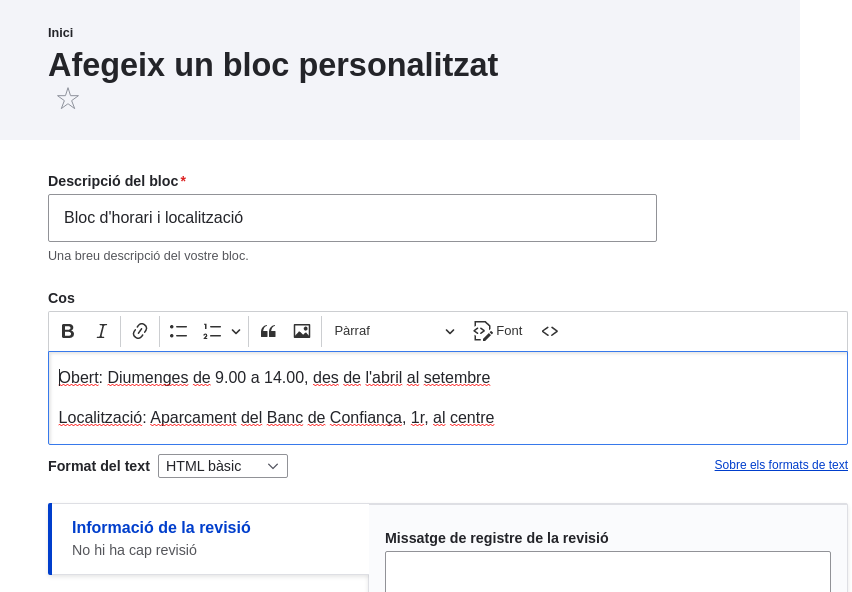 Inici
Afegeix un bloc personalitzat
Descripció del bloc*
Bloc d'horari i localització
Una breu descripció del vostre bloc.
Cos
Pàrraf Font
Obert: Diumenges de 9.00 a 14.00, des de l'abril al setembre
Localització: Aparcament del Banc de Confiança, 1r, al centre
Format del text HTML bàsic Sobre els formats de text
Informació de la revisió
No hi ha cap revisió
Missatge de registre de la revisió